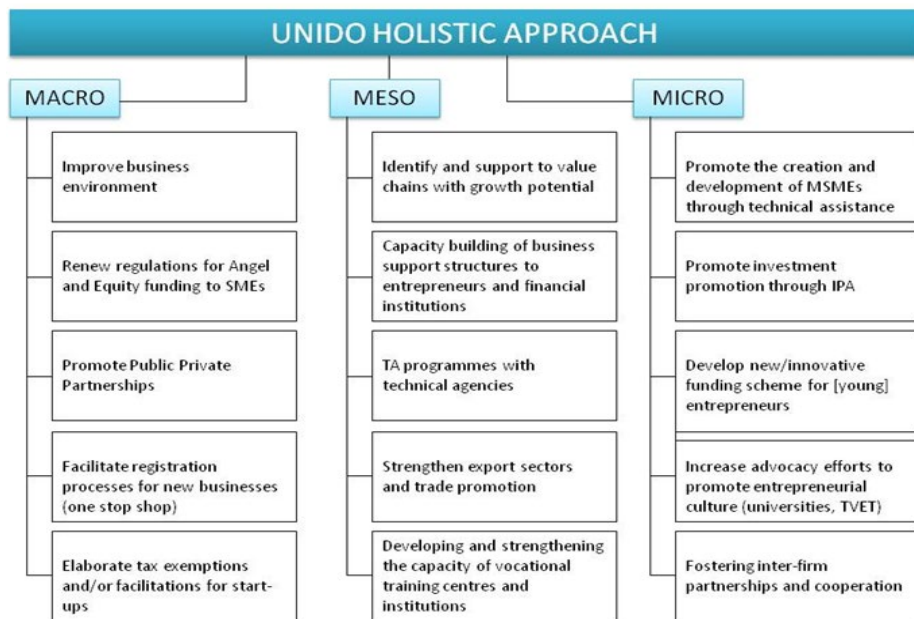 UNIDO HOLISTIC APPROACH
MACRO
Improve business
environment
Renew regulations for Angel
and Equity funding to SMEs
Promote Public Private
Partnerships
Facilitate registration
processes for new businesses
(one stop shop)
Elaborate tax exemptions
and/or facilitations for start-
ups
MESO
Identify and support to value
chains with growth potential
Capacity building of business
support structures to
entrepreneurs and financial
institutions
TA programmes with
technical agencies
Strengthen export sectors
and trade promotion
Developing and strengthening
the capacity of vocational
training centres and
institutions
MICRO
Promote the creation and
development of MSMEs
through technical assistance
Promote investment
promotion through IPA
Develop new/innovative
funding scheme for [young]
entrepreneurs
Increase advocacy efforts to
promote entrepreneurial
culture (universities, TVET)
Fostering inter-firm
partnerships and cooperation